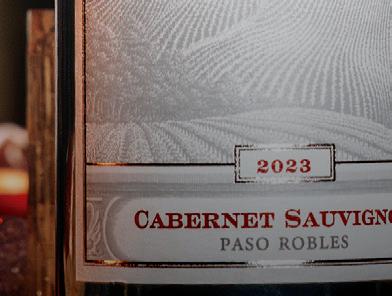 2023
CABERNET SAUVIGNO
PASO ROBLES